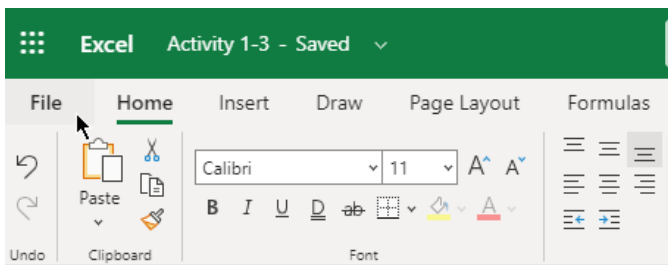 Excel Activity 1-3 - Saved
File Home Insert Draw Page Layout Formulas
Calibri 11 A A
Paste
B I U D ab A
Undo Clipboard Font